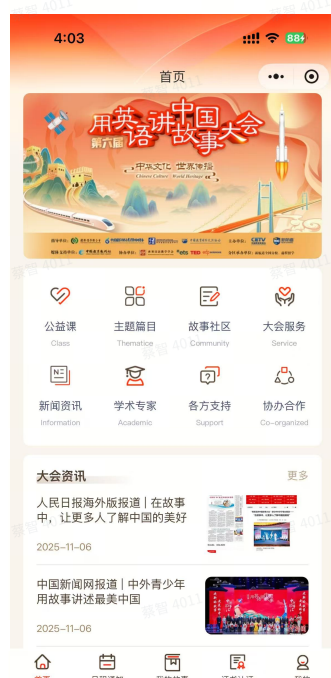 4:03
88
首页
用英语讲中国故事大会
第六届
中华文化 世界传播
Chinese Culture World Heritage
公益课
主题篇目
故事社区
大会服务
Class
Thematice
Community
Service
新闻资讯
学术专家
各方支持
协办合作
Information
Academic
Support
Co-organized
大会资讯
更多
人民日报海外版报道 | 在故事
中，让更多人了解中国的美好
2025-11-06
中国新闻网报道 | 中外青少年
用故事讲述最美中国
2025-11-06